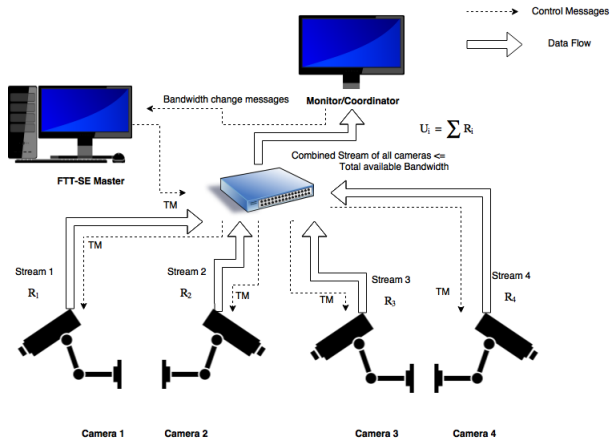 Control Messages
Data Flow
Monitor/Coordinator
Bandwidth change messages
U_i = ∑ R_i
Combined Stream of all cameras <=
Total available Bandwidth
FTT-SE Master
TM
Stream 1
TM
Stream 2
TM
Stream 3
TM
Stream 4
TM
R₁
R₂
R₃
R₄
Camera 1
Camera 2
Camera 3
Camera 4